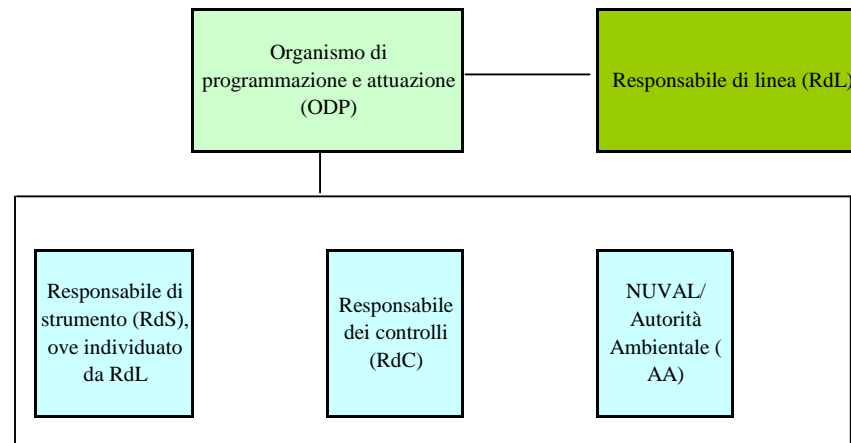 Organismo di
programmazione e attuazione
(ODP)
Responsabile di linea (RdL)
Responsabile di
strumento (RdS),
ove individuato
da RdL
Responsabile
dei controlli
(RdC)
NUVAL/
Autorità
Ambientale (
AA)